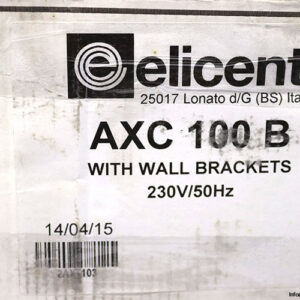 elicent
25017 Lonato d/G (BS) Ita
AXC 100 B
WITH WALL BRACKETS
230V/50Hz
14/04/15